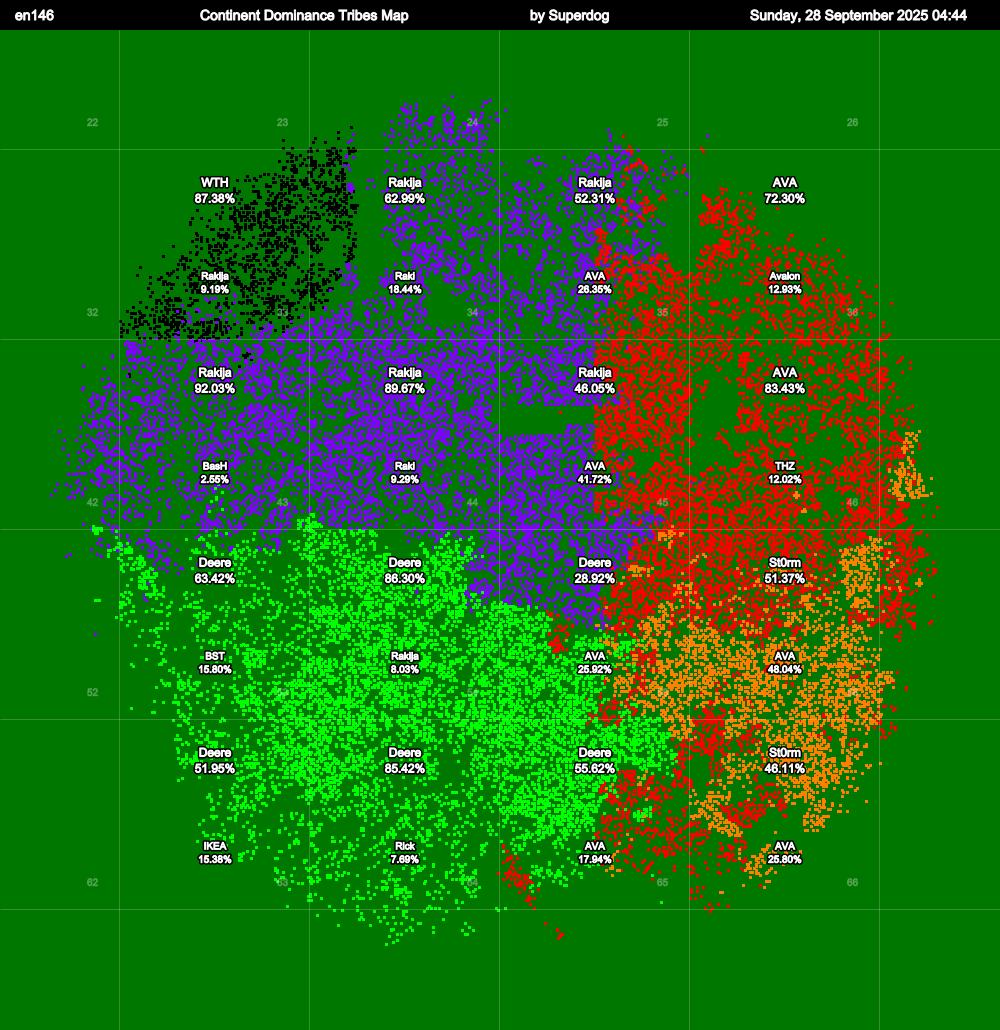 en146 Continent Dominance Tribes Map by Superdog Sunday, 28 September 2025 04:44
22 23 24 25 26
WTH Rakija Rakija AVA
87.38% 62.99% 52.31% 72.30%
Rakija Raki AVA Avalon
9.19% 18.44% 26.35% 12.93%
32 33 34 35 36
Rakija Rakija Rakija AVA
92.03% 89.67% 46.05% 83.43%
BasH Raki AVA THZ
2.55% 9.29% 41.72% 12.02%
42 43 44 45 46
Deere Deere Deere St0rm
63.42% 86.30% 28.92% 51.37%
BST Rakija AVA AVA
15.80% 8.03% 25.92% 48.04%
52
Deere Deere Deere St0rm
51.95% 85.42% 55.62% 46.11%
IKEA Rick AVA AVA
15.38% 7.69% 17.94% 25.80%
62 63 64 65 66